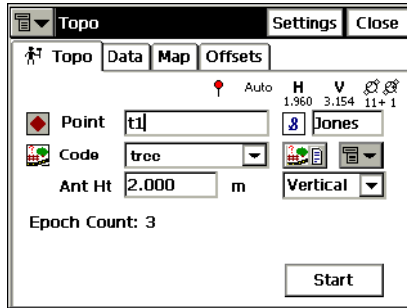 Topo Settings Close
Topo Data Map Offsets
Auto H V
1.960 3.154 11+ 1
Point t1 Jones
Code tree
Ant Ht 2.000 m Vertical
Epoch Count: 3
Start